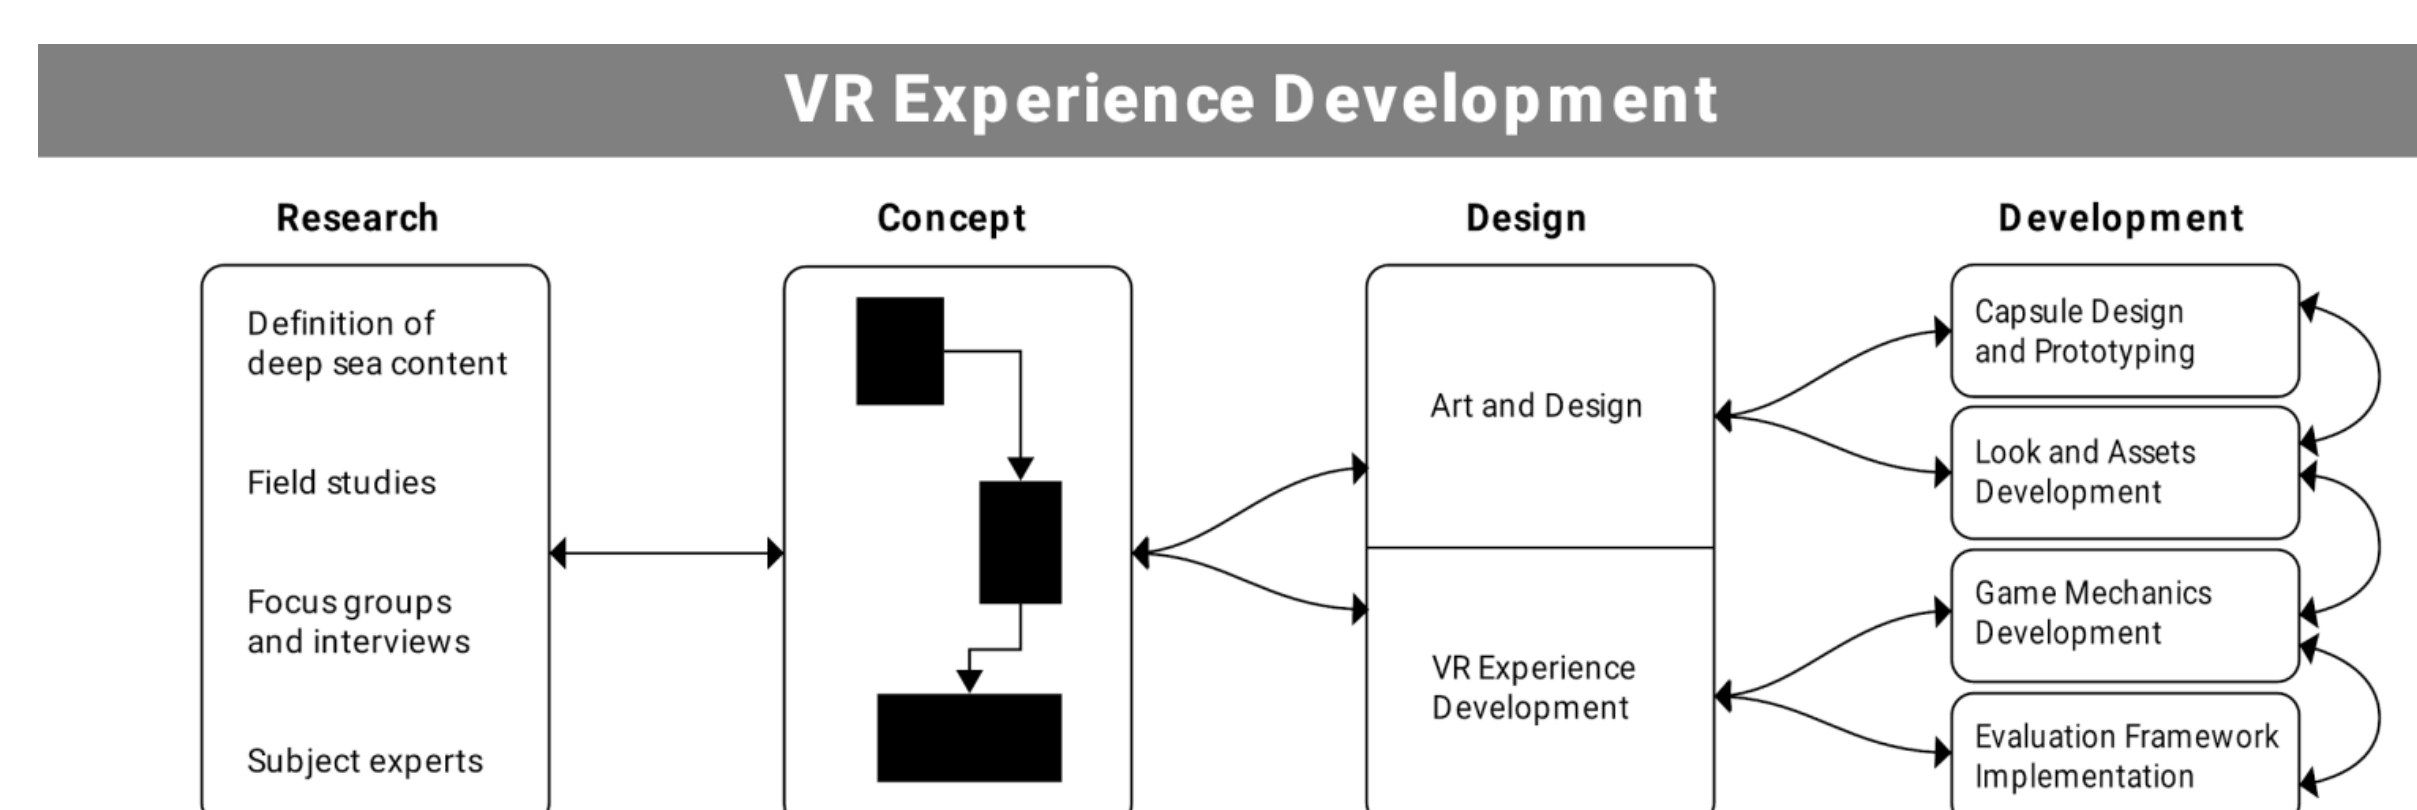 VR Experience Development
Research
Concept
Design
Development
Definition of
deep sea content
Field studies
Focus groups
and interviews
Subject experts
Art and Design
VR Experience
Development
Capsule Design
and Prototyping
Look and Assets
Development
Game Mechanics
Development
Evaluation Framework
Implementation